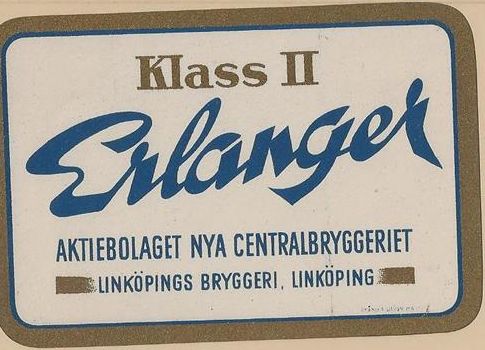 Klass II
Erlanger
AKTIEBOLAGET NYA CENTRALBRYGGERIET
LINKÖPINGS BRYGGERI, LINKÖPING